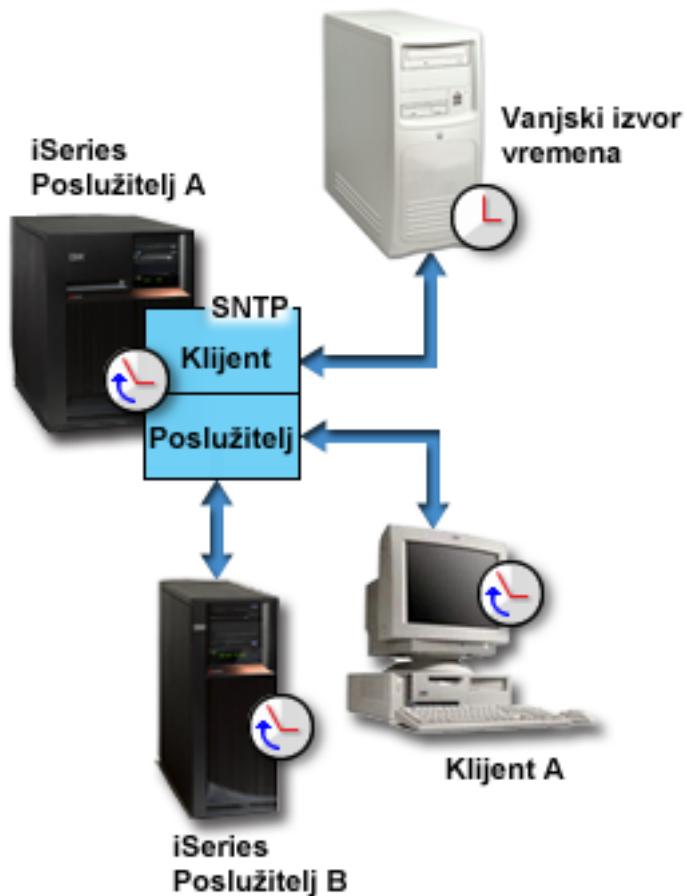 Vanjski izvor
vremena
iSeries
Poslužitelj A
SNTP
Klijent
Poslužitelj
Klijent A
iSeries
Poslužitelj B